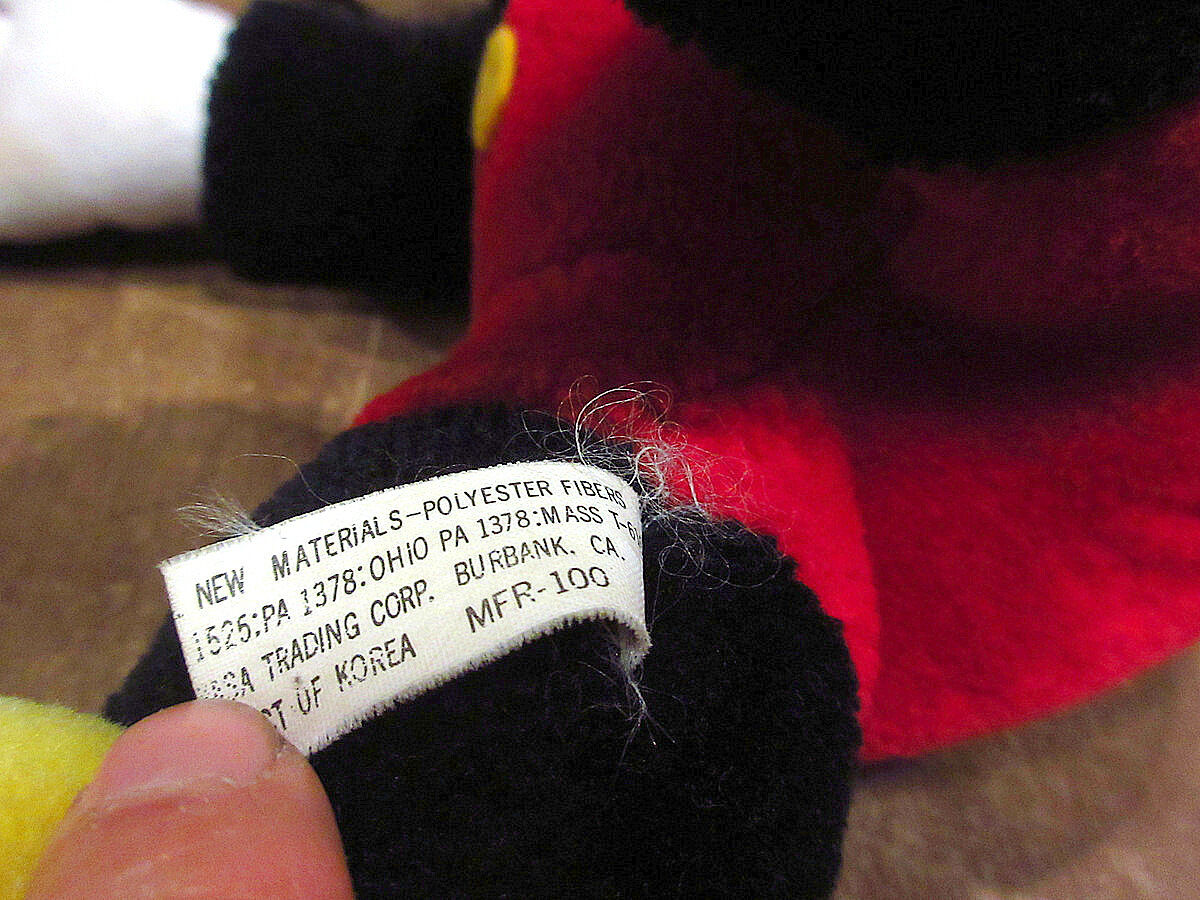 NEW MATERiALS-POLYESTER FIBERS
1525:PA 1378:OHiO PA 1378:MASS T-
TRADING CORP. BURBANK. CA.
OF KOREA MFR-100